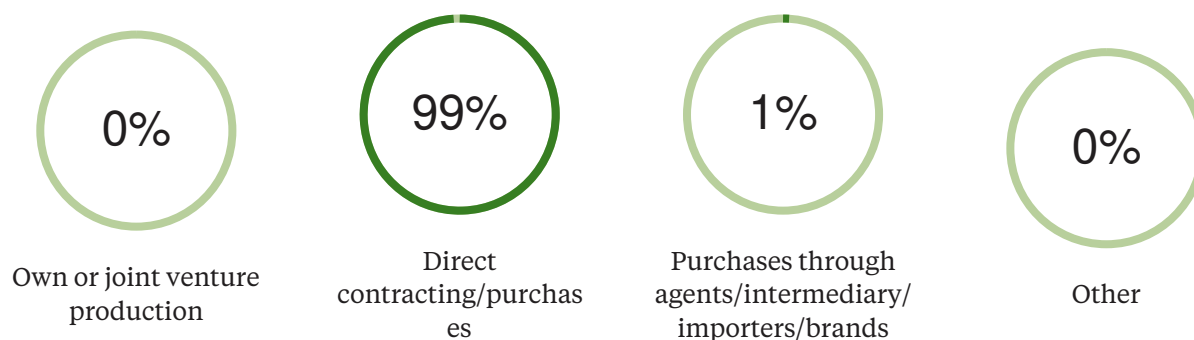 0%
Own or joint venture
production
99%
Direct
contracting/purchas
es
1%
Purchases through
agents/intermediary/
importers/brands
0%
Other